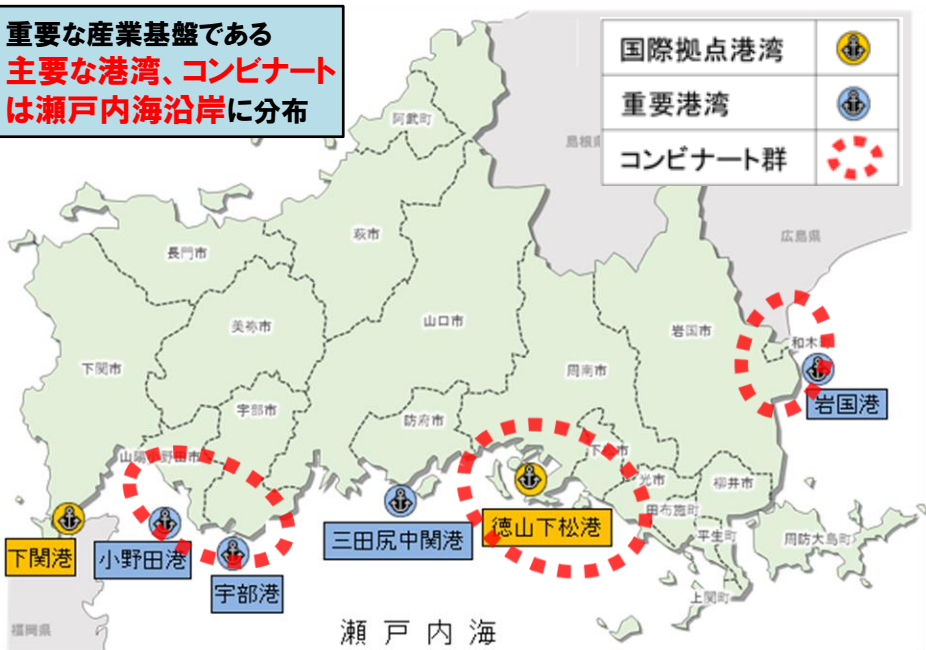 重要な産業基盤である
主要な港湾、コンビナート
は瀬戸内海沿岸に分布
国際拠点港湾
重要港湾
コンビナート群
阿武町
島根県
広島県
萩市
長門市
美祢市
山口市
岩国市
和木
下関市
周南市
岩国港
宇部市
防府市
山陽小野田市
下松市
光市
柳井市
田布施町
徳山下松港
三田尻中関港
平生町
周防大島町
下関港
小野田港
宇部港
上関町
福岡県
瀬戸内海